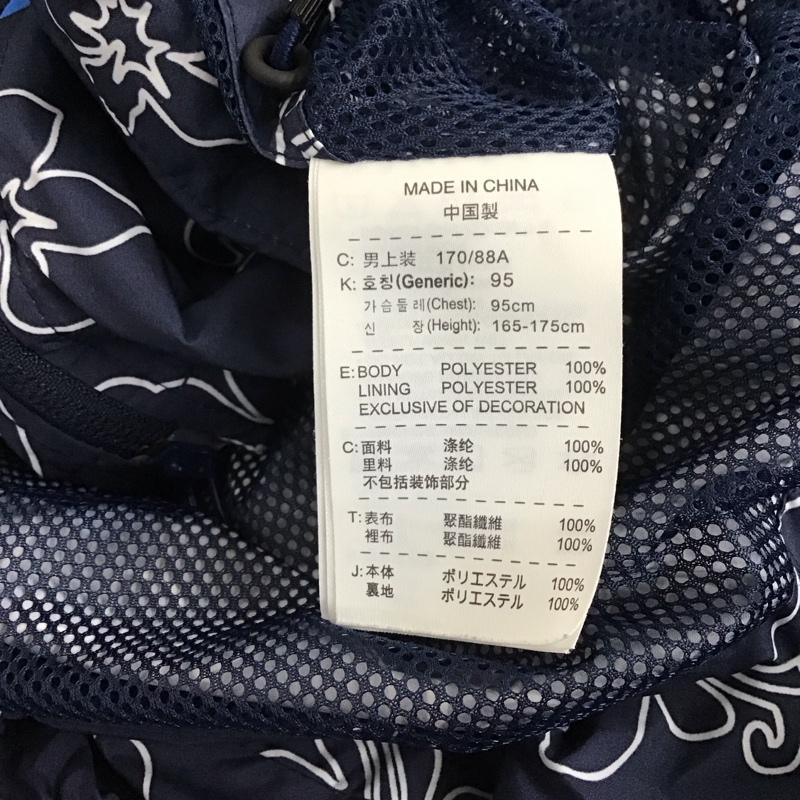 MADE IN CHINA
中国製
C: 男上装 170/88A
K: 호칭(Generic): 95
가슴둘레(Chest): 95cm
신 장(Height): 165-175cm
E: BODY POLYESTER 100%
LINING POLYESTER 100%
EXCLUSIVE OF DECORATION
C: 面料 涤纶 100%
里料 涤纶 100%
不包括装饰部分
T: 表布 聚酯纖維 100%
裡布 聚酯纖維 100%
J: 本体 ポリエステル 100%
裏地 ポリエステル 100%